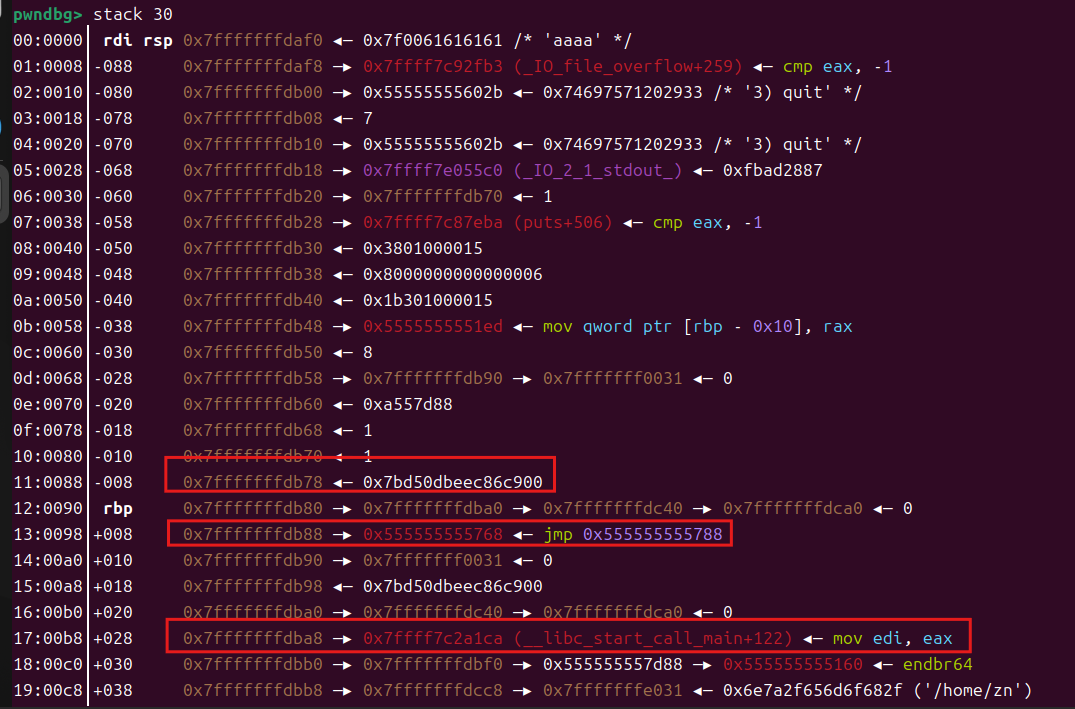 pwndbg> stack 30
00:0000│ rdi rsp 0x7fffffffdaf0 ◂— 0x7f0061616161 /* 'aaaa' */
01:0008│-088 0x7fffffffdaf8 —▸ 0x7ffff7c92fb3 (_IO_file_overflow+259) ◂— cmp eax, -1
02:0010│-080 0x7fffffffdb00 —▸ 0x55555555602b ◂— 0x74697571202933 /* '3) quit' */
03:0018│-078 0x7fffffffdb08 ◂— 7
04:0020│-070 0x7fffffffdb10 —▸ 0x55555555602b ◂— 0x74697571202933 /* '3) quit' */
05:0028│-068 0x7fffffffdb18 —▸ 0x7ffff7e055c0 (_IO_2_1_stdout_) ◂— 0xfbad2887
06:0030│-060 0x7fffffffdb20 —▸ 0x7fffffffdb70 ◂— 1
07:0038│-058 0x7fffffffdb28 —▸ 0x7ffff7c87eba (puts+506) ◂— cmp eax, -1
08:0040│-050 0x7fffffffdb30 ◂— 0x3801000015
09:0048│-048 0x7fffffffdb38 ◂— 0x8000000000000006
0a:0050│-040 0x7fffffffdb40 ◂— 0x1b301000015
0b:0058│-038 0x7fffffffdb48 —▸ 0x5555555551ed ◂— mov qword ptr [rbp - 0x10], rax
0c:0060│-030 0x7fffffffdb50 ◂— 8
0d:0068│-028 0x7fffffffdb58 —▸ 0x7fffffffdb90 —▸ 0x7fffffff0031 ◂— 0
0e:0070│-020 0x7fffffffdb60 ◂— 0xa557d88
0f:0078│-018 0x7fffffffdb68 ◂— 1
10:0080│-010 0x7fffffffdb70 ◂— 1
11:0088│-008 0x7fffffffdb78 ◂— 0x7bd50dbeec86c900
12:0090│ rbp 0x7fffffffdb80 —▸ 0x7fffffffdba0 —▸ 0x7fffffffdc40 —▸ 0x7fffffffdca0 ◂— 0
13:0098│+008 0x7fffffffdb88 —▸ 0x555555555768 ◂— jmp 0x555555555788
14:00a0│+010 0x7fffffffdb90 —▸ 0x7fffffff0031 ◂— 0
15:00a8│+018 0x7fffffffdb98 ◂— 0x7bd50dbeec86c900
16:00b0│+020 0x7fffffffdba0 —▸ 0x7fffffffdc40 —▸ 0x7fffffffdca0 ◂— 0
17:00b8│+028 0x7fffffffdba8 —▸ 0x7ffff7c2a1ca (__libc_start_call_main+122) ◂— mov edi, eax
18:00c0│+030 0x7fffffffdbb0 —▸ 0x7fffffffdbf0 —▸ 0x555555557d88 —▸ 0x555555555160 ◂— endbr64
19:00c8│+038 0x7fffffffdbb8 —▸ 0x7fffffffdcc8 —▸ 0x7fffffffe031 ◂— 0x6e7a2f656d6f682f ('/home/zn')